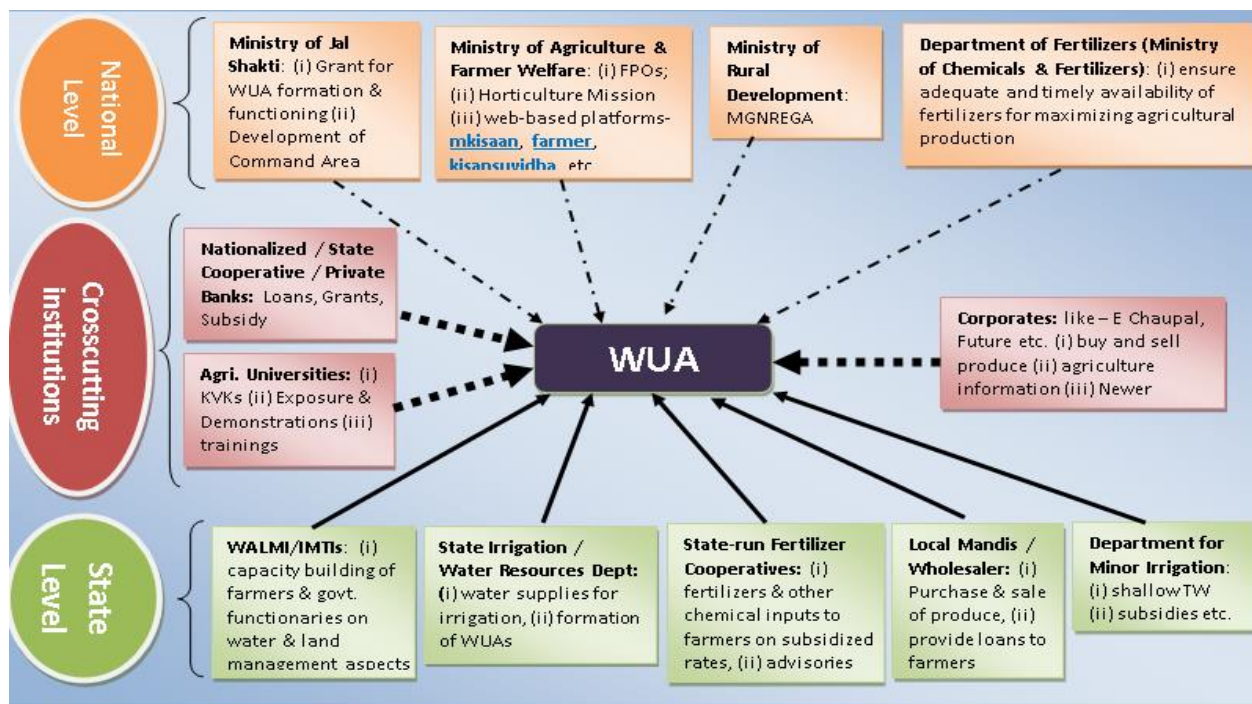 National
Level
Ministry of Jal
Shakti: (i) Grant for
WUA formation &
functioning (ii)
Development of
Command Area
Ministry of Agriculture &
Farmer Welfare: (i) FPOs;
(ii) Horticulture Mission
(iii) web-based platforms-
mkisaan, farmer,
kisansuvidha etc
Ministry of
Rural
Development:
MGNREGA
Department of Fertilizers (Ministry
of Chemicals & Fertilizers): (i) ensure
adequate and timely availability of
fertilizers for maximizing agricultural
production
Crosscutting
institutions
Nationalized / State
Cooperative / Private
Banks: Loans, Grants,
Subsidy
Agri. Universities: (i)
KVKs (ii) Exposure &
Demonstrations (iii)
trainings
WUA
Corporates: like – E Chaupal,
Future etc. (i) buy and sell
produce (ii) agriculture
information (iii) Newer
State
Level
WALMI/IMTIs: (i)
capacity building of
farmers & govt.
functionaries on
water & land
management aspects
State Irrigation /
Water Resources Dept:
(i) water supplies for
irrigation, (ii) formation
of WUAs
State-run Fertilizer
Cooperatives: (i)
fertilizers & other
chemical inputs to
farmers on subsidized
rates, (ii) advisories
Local Mandis /
Wholesaler: (i)
Purchase & sale
of produce, (ii)
provide loans to
farmers
Department for
Minor Irrigation:
(i) shallow TW
(ii) subsidies etc.